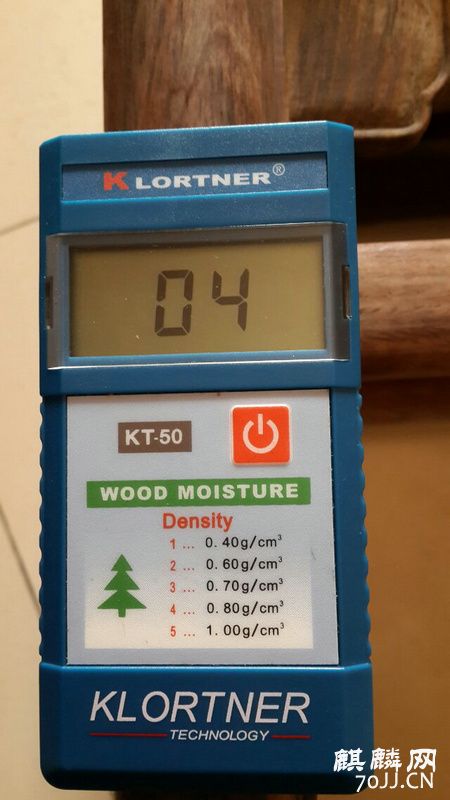 KLORTNER®
04
KT-50
WOOD MOISTURE
Density
1 ... 0.40g/cm³
2 ... 0.60g/cm³
3 ... 0.70g/cm³
4 ... 0.80g/cm³
5 ... 1.00g/cm³
KLORTNER
TECHNOLOGY
麒麟网
70JJ.CN